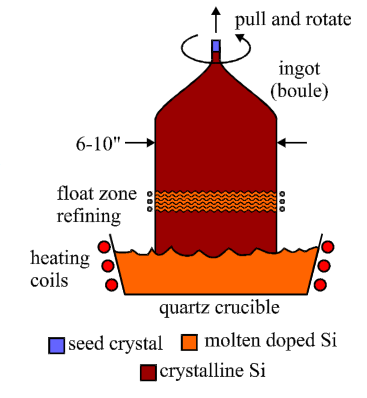 pull and rotate
ingot
(boule)
6-10"
float zone
refining
heating
coils
quartz crucible
seed crystal
molten doped Si
crystalline Si